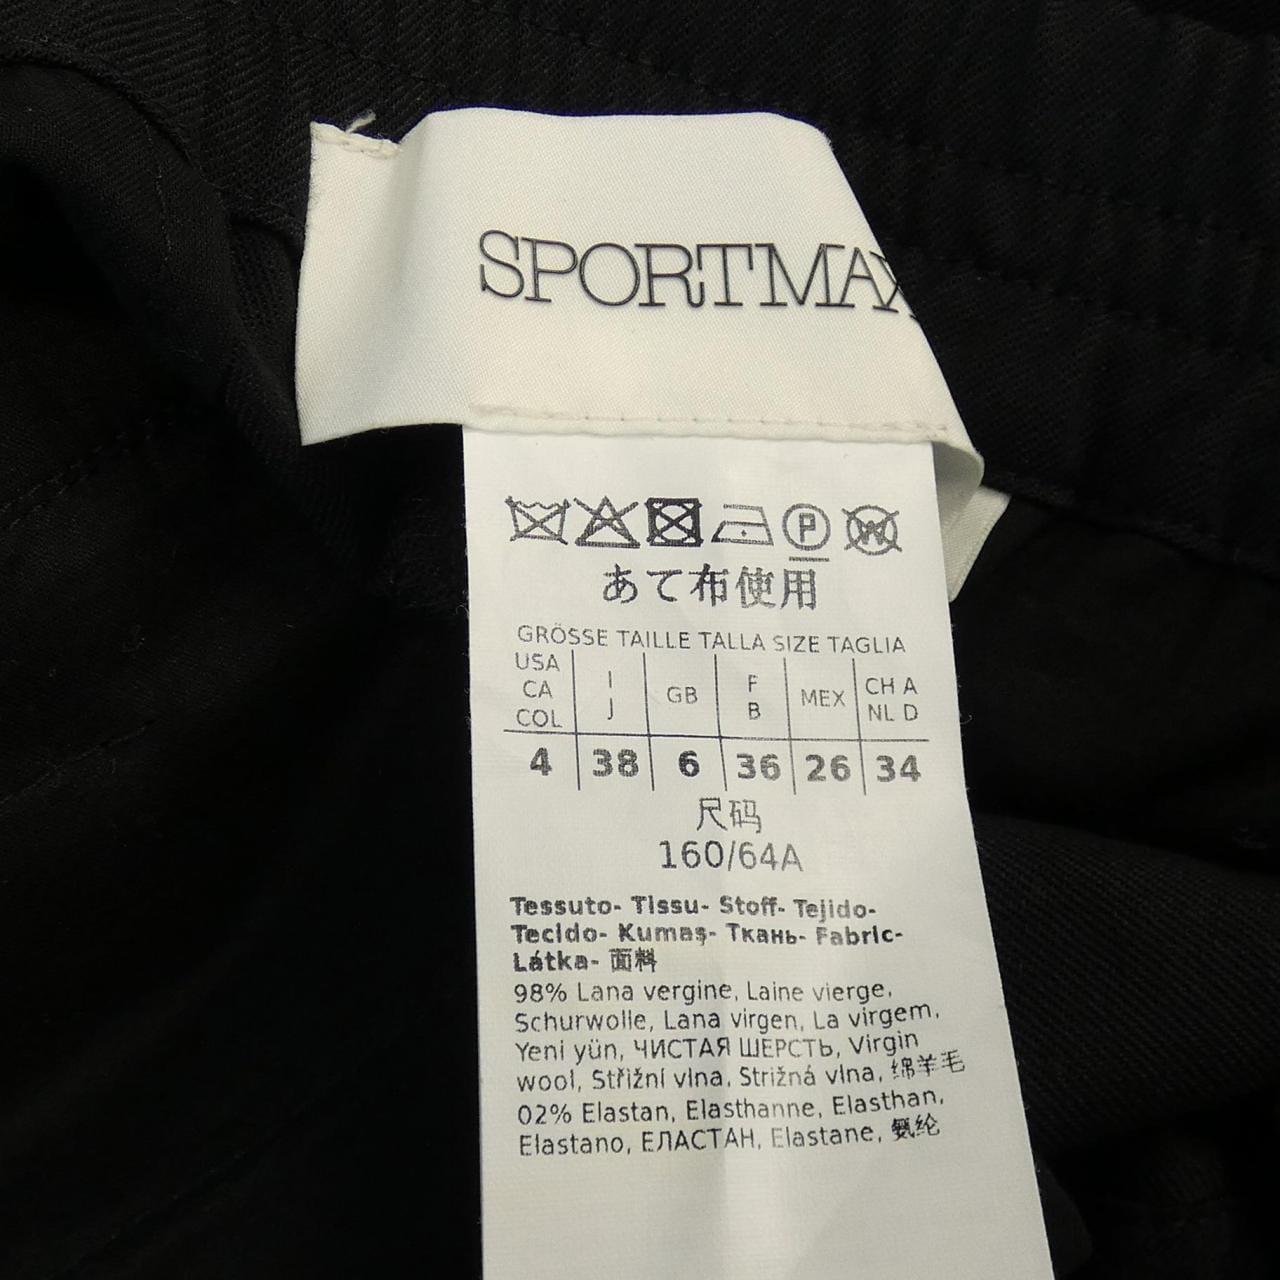 SPORTMAX
P W
あて布使用
GRÖSSE TAILLE TALLA SIZE TAGLIA
USA CA COL I J GB F B MEX CH A NL D
4 38 6 36 26 34
尺码
160/64A
Tessuto- Tissu- Stoff- Tejido-
Tecido- Kumaş- Ткань- Fabric-
Látka- 面料
98% Lana vergine, Laine vierge,
Schurwolle, Lana virgen, La virgem,
Yeni yün, ЧИСТАЯ ШЕРСТЬ, Virgin
wool, Střižní vlna, Strižná vlna, 绵羊毛
02% Elastan, Elasthanne, Elasthan,
Elastano, ЕЛАСТАН, Elastane, 氨纶